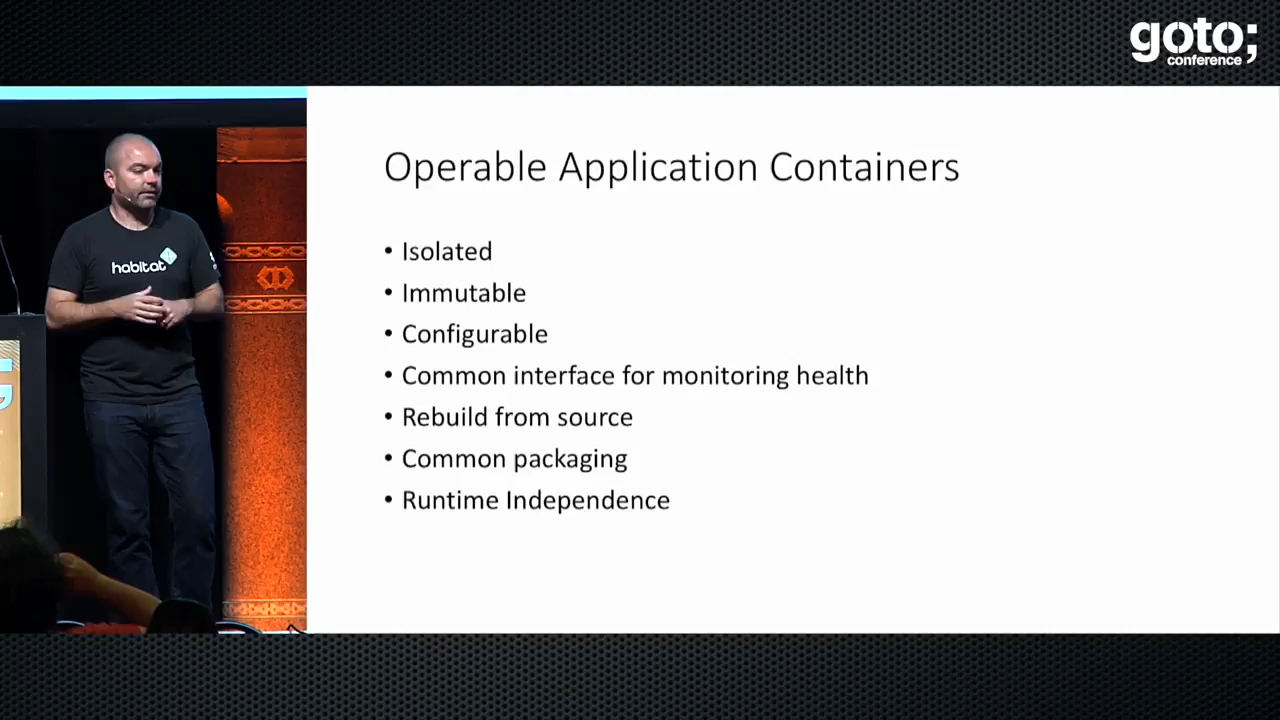 goto;
conference
Operable Application Containers
• Isolated
• Immutable
• Configurable
• Common interface for monitoring health
• Rebuild from source
• Common packaging
• Runtime Independence
habitat